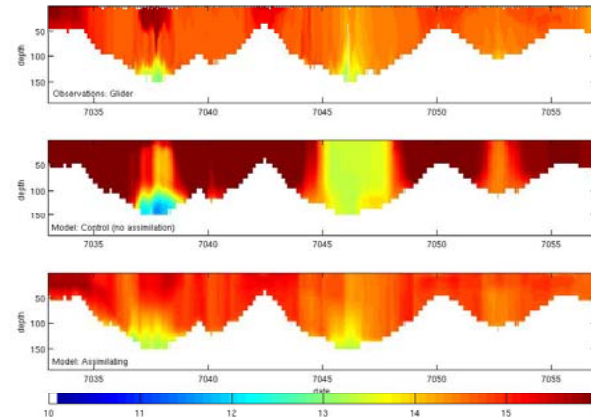 depth
50
100
150
Observations: Glider
7035 7040 7045 7050 7055
depth
50
100
150
Model: Control (no assimilation)
7035 7040 7045 7050 7055
depth
50
100
150
Model: Assimilating
7035 7040 7045 7050 7055
date
10 11 12 13 14 15